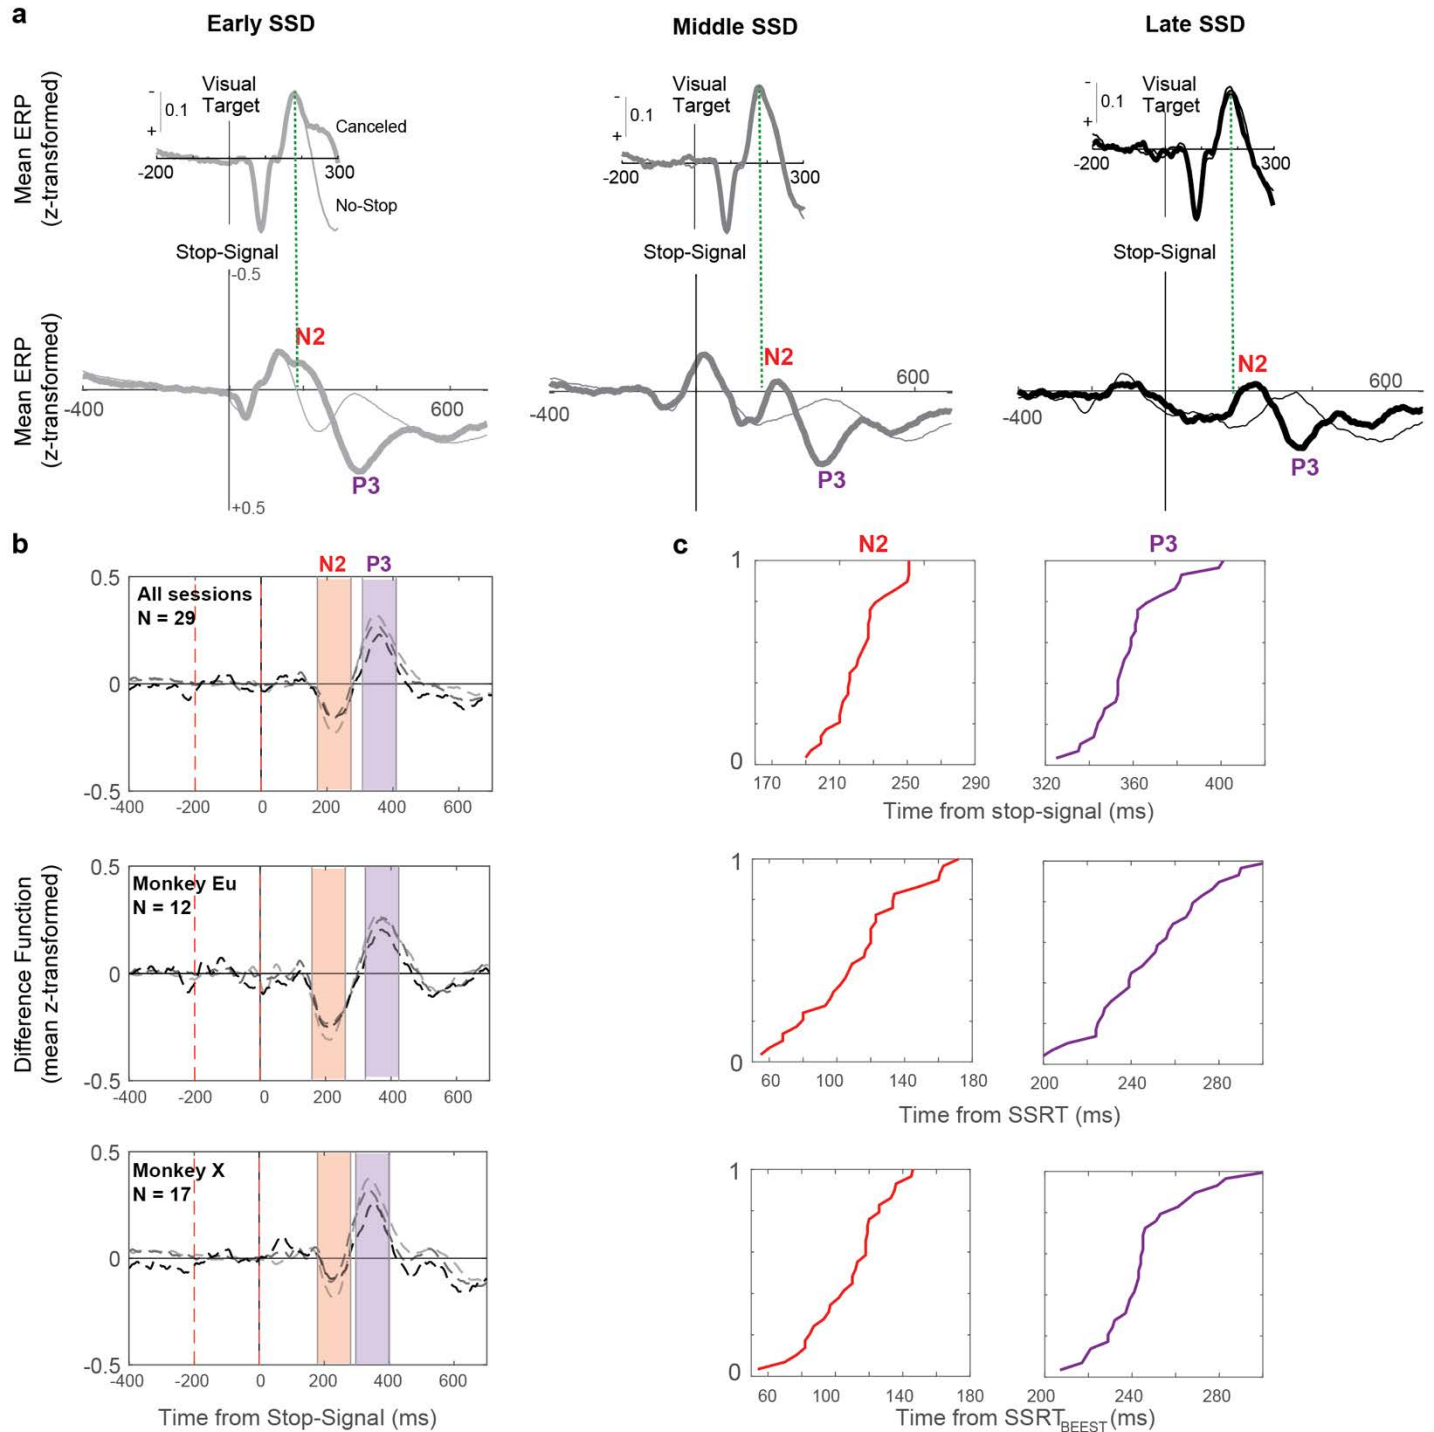 a
Early SSD
Middle SSD
Late SSD
Mean ERP
(z-transformed)
-
0.1
+
Visual
Target
Canceled
-200
300
No-Stop
-
0.1
+
Visual
Target
-200
300
-
0.1
+
Visual
Target
-200
300
Mean ERP
(z-transformed)
Stop-Signal
-0.5
N2
-400
600
P3
+0.5
Stop-Signal
N2
-400
600
P3
Stop-Signal
N2
-400
600
P3
b
N2
P3
Difference Function
(mean z-transformed)
0.5
All sessions
N = 29
0
-0.5
-400
-200
0
200
400
600
0.5
Monkey Eu
N = 12
0
-0.5
-400
-200
0
200
400
600
0.5
Monkey X
N = 17
0
-0.5
-400
-200
0
200
400
600
Time from Stop-Signal (ms)
c
N2
P3
1
0
170
210
250
290
320
360
400
Time from stop-signal (ms)
1
0
60
100
140
180
200
240
280
Time from SSRT (ms)
1
0
60
100
140
180
200
240
280
Time from SSRTBEEST (ms)